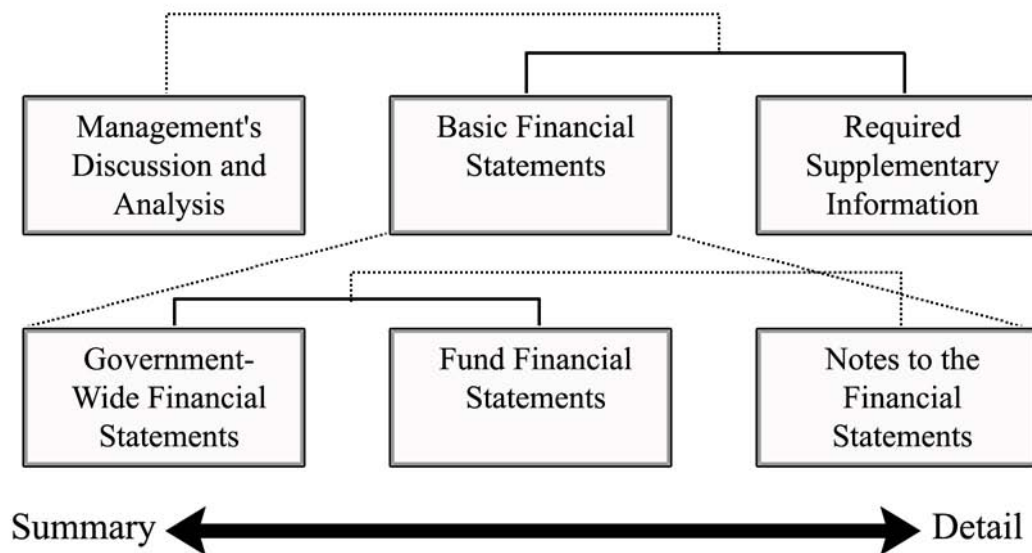 Management's
Discussion and
Analysis
Basic Financial
Statements
Required
Supplementary
Information
Government-
Wide Financial
Statements
Fund Financial
Statements
Notes to the
Financial
Statements
Summary
Detail